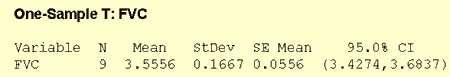 One-Sample T: FVC
Variable N Mean StDev SE Mean 95.0% CI
FVC 9 3.5556 0.1667 0.0556 (3.4274,3.6837)